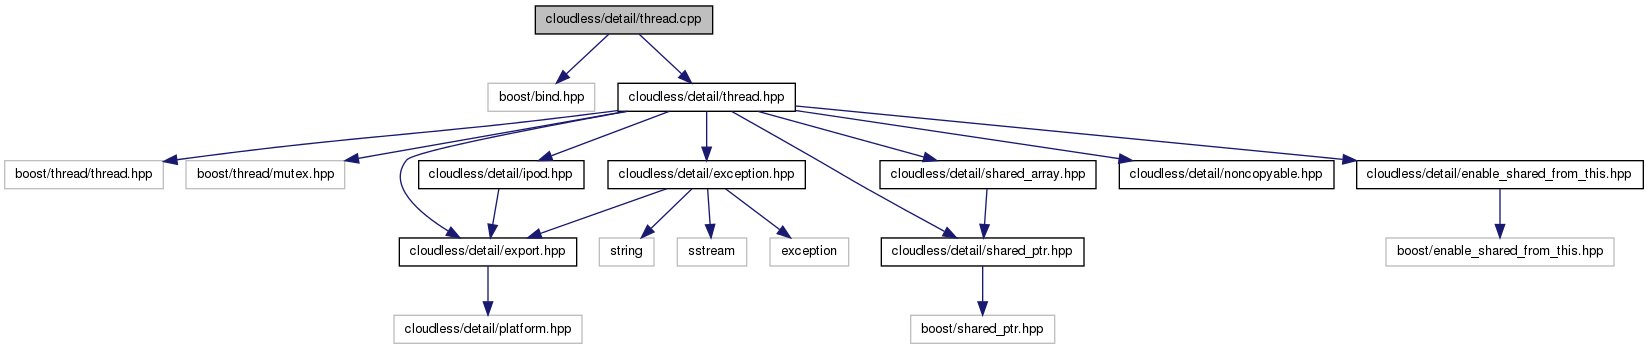 cloudless/detail/thread.cpp
boost/bind.hpp
cloudless/detail/thread.hpp
boost/thread/thread.hpp
boost/thread/mutex.hpp
cloudless/detail/ipod.hpp
cloudless/detail/exception.hpp
cloudless/detail/shared_array.hpp
cloudless/detail/noncopyable.hpp
cloudless/detail/enable_shared_from_this.hpp
cloudless/detail/export.hpp
string
sstream
exception
cloudless/detail/shared_ptr.hpp
boost/enable_shared_from_this.hpp
cloudless/detail/platform.hpp
boost/shared_ptr.hpp